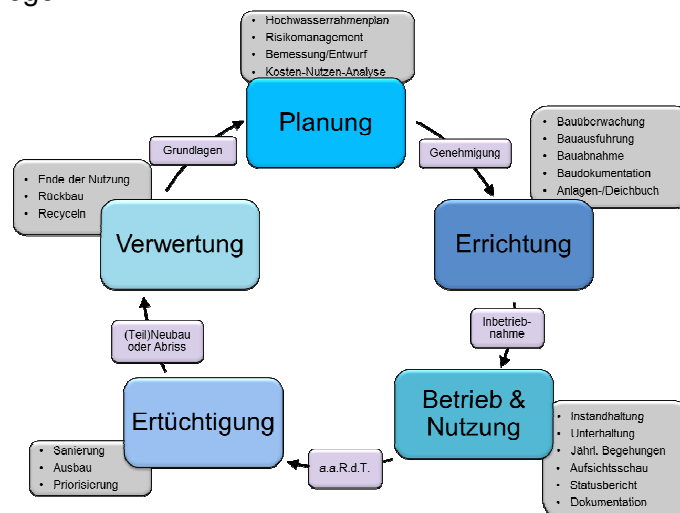 • Hochwasserrahmenplan
• Risikomanagement
• Bemessung/Entwurf
• Kosten-Nutzen-Analyse
Planung
Grundlagen
Genehmigung
• Bauüberwachung
• Bauausführung
• Bauabnahme
• Baudokumentation
• Anlagen-/Deichbuch
• Ende der Nutzung
• Rückbau
• Recyceln
Verwertung
Errichtung
(Teil)Neubau
oder Abriss
Inbetrieb-
nahme
Ertüchtigung
Betrieb &
Nutzung
• Sanierung
• Ausbau
• Priorisierung
a.a.R.d.T.
• Instandhaltung
• Unterhaltung
• Jährl. Begehungen
• Aufsichtsschau
• Statusbericht
• Dokumentation